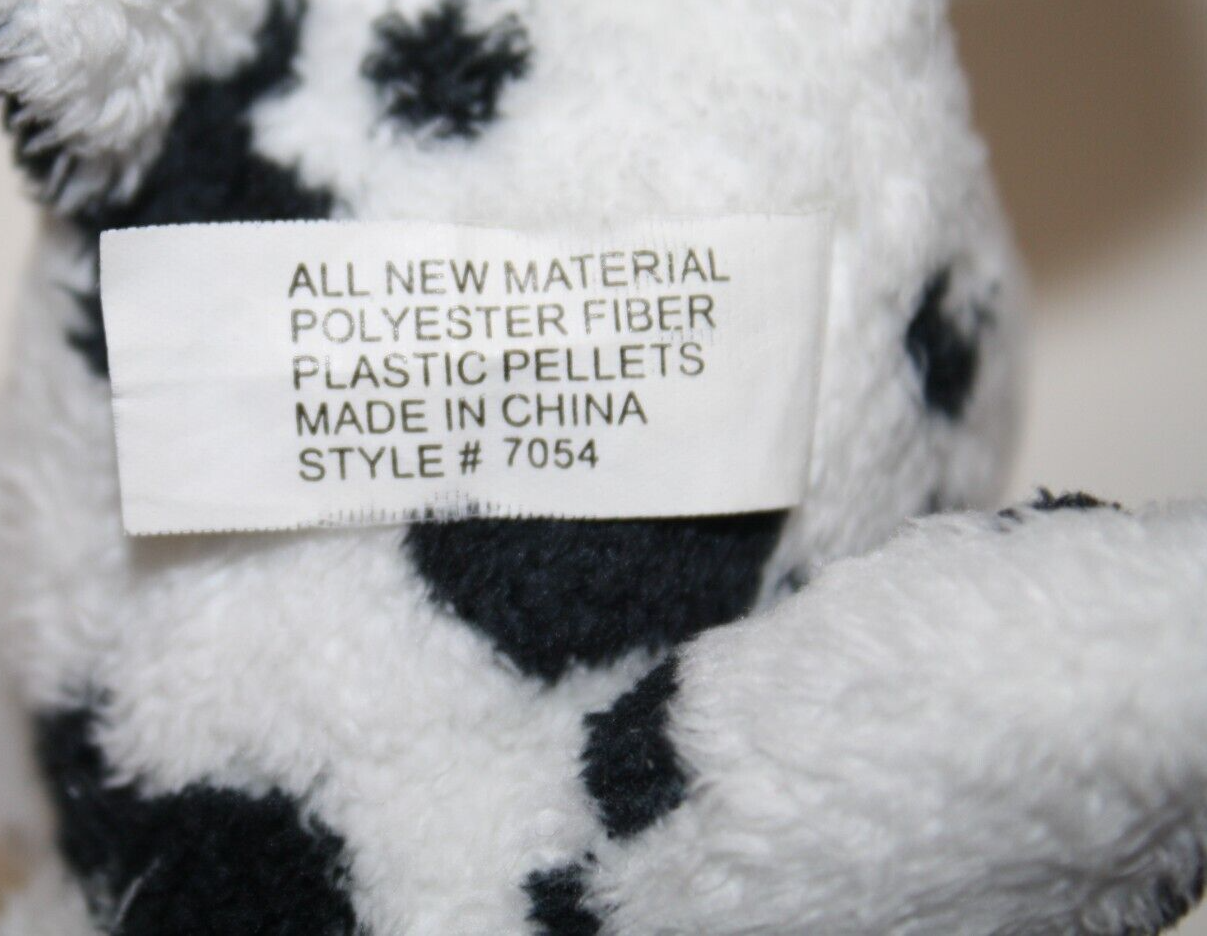 ALL NEW MATERIAL
POLYESTER FIBER
PLASTIC PELLETS
MADE IN CHINA
STYLE # 7054